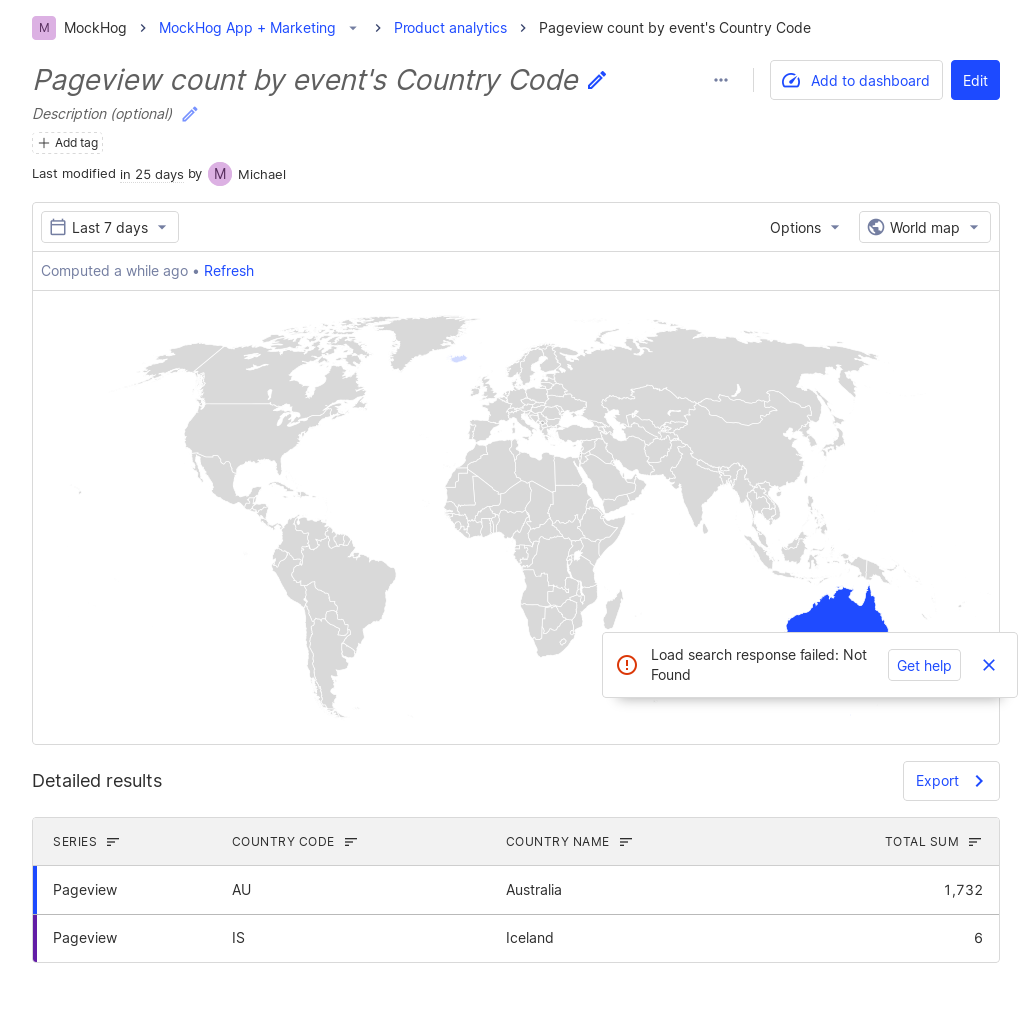 M MockHog MockHog App + Marketing Product analytics Pageview count by event's Country Code
Pageview count by event's Country Code
Add to dashboard
Edit
Description (optional)
Add tag
Last modified in 25 days by M Michael
Last 7 days
Options
World map
Computed a while ago • Refresh
Load search response failed: Not
Found
Get help
Detailed results
Export
SERIES COUNTRY CODE COUNTRY NAME TOTAL SUM
Pageview AU Australia 1,732
Pageview IS Iceland 6